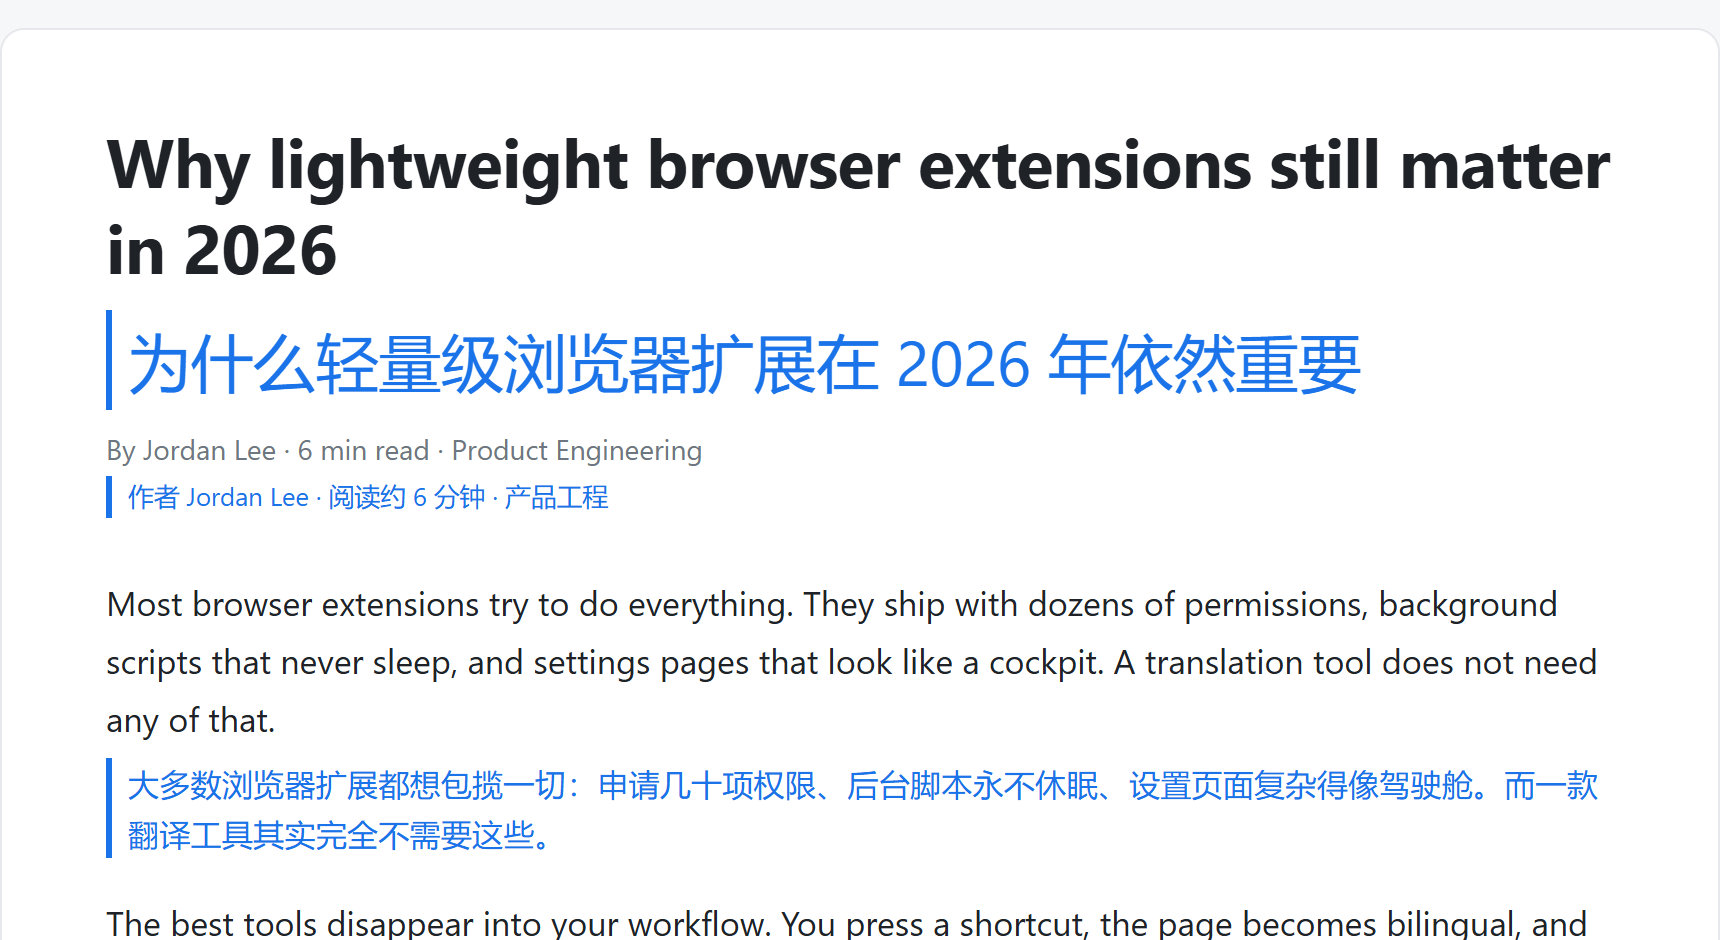 Why lightweight browser extensions still matter
in 2026
为什么轻量级浏览器扩展在 2026 年依然重要
By Jordan Lee · 6 min read · Product Engineering
作者 Jordan Lee · 阅读约 6 分钟 · 产品工程
Most browser extensions try to do everything. They ship with dozens of permissions, background
scripts that never sleep, and settings pages that look like a cockpit. A translation tool does not need
any of that.
大多数浏览器扩展都想包揽一切：申请几十项权限、后台脚本永不休眠、设置页面复杂得像驾驶舱。而一款
翻译工具其实完全不需要这些。
The best tools disappear into your workflow. You press a shortcut, the page becomes bilingual, and